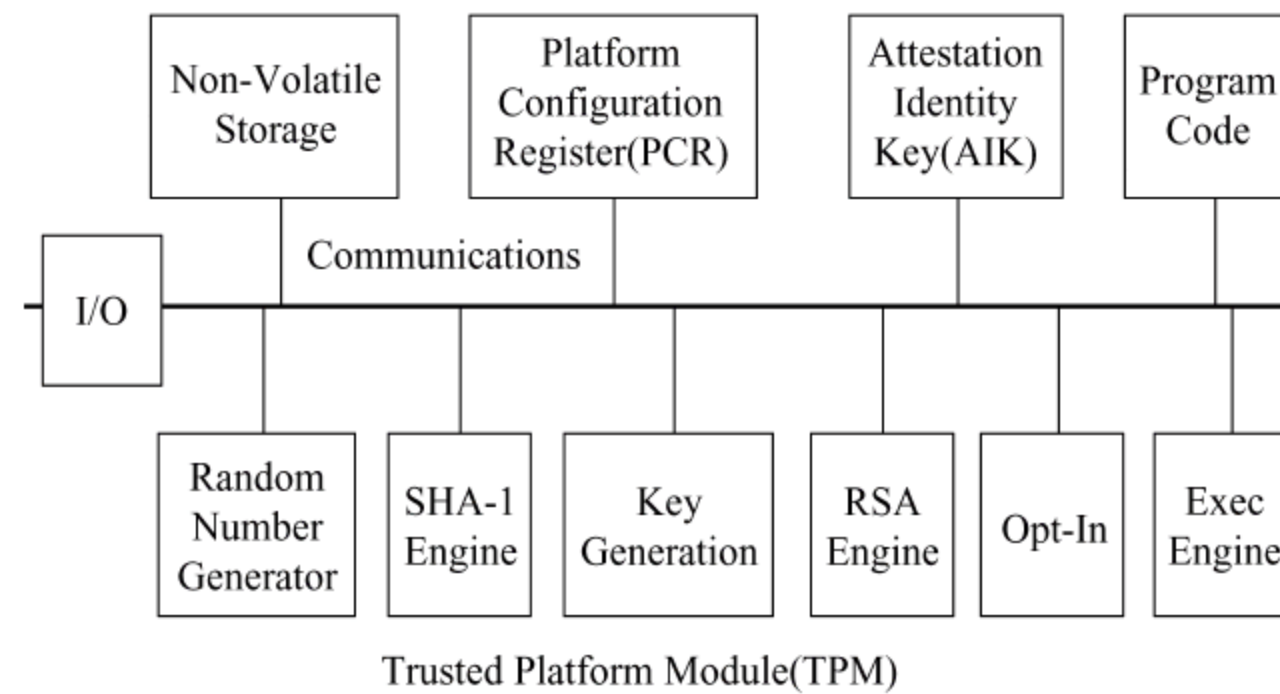 Non-Volatile
Storage
Platform
Configuration
Register(PCR)
Attestation
Identity
Key(AIK)
Program
Code
Communications
I/O
Random
Number
Generator
SHA-1
Engine
Key
Generation
RSA
Engine
Opt-In
Exec
Engine
Trusted Platform Module(TPM)